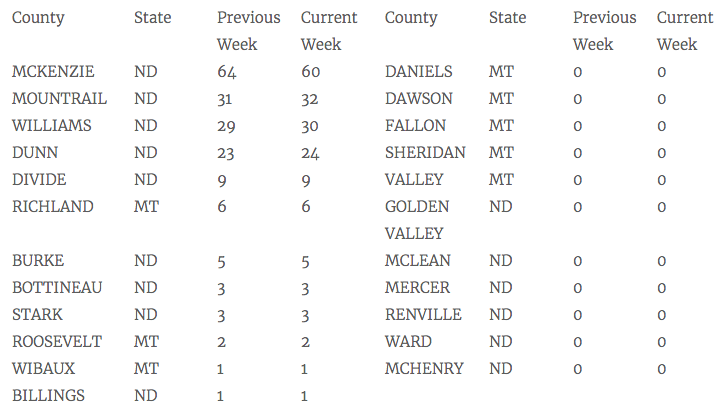 County State Previous Week Current Week County State Previous Week Current Week
MCKENZIE ND 64 60 DANIELS MT 0 0
MOUNTRAIL ND 31 32 DAWSON MT 0 0
WILLIAMS ND 29 30 FALLON MT 0 0
DUNN ND 23 24 SHERIDAN MT 0 0
DIVIDE ND 9 9 VALLEY MT 0 0
RICHLAND MT 6 6 GOLDEN VALLEY ND 0 0
BURKE ND 5 5 MCLEAN ND 0 0
BOTTINEAU ND 3 3 MERCER ND 0 0
STARK ND 3 3 RENVILLE ND 0 0
ROOSEVELT MT 2 2 WARD ND 0 0
WIBAUX MT 1 1 MCHENRY ND 0 0
BILLINGS ND 1 1